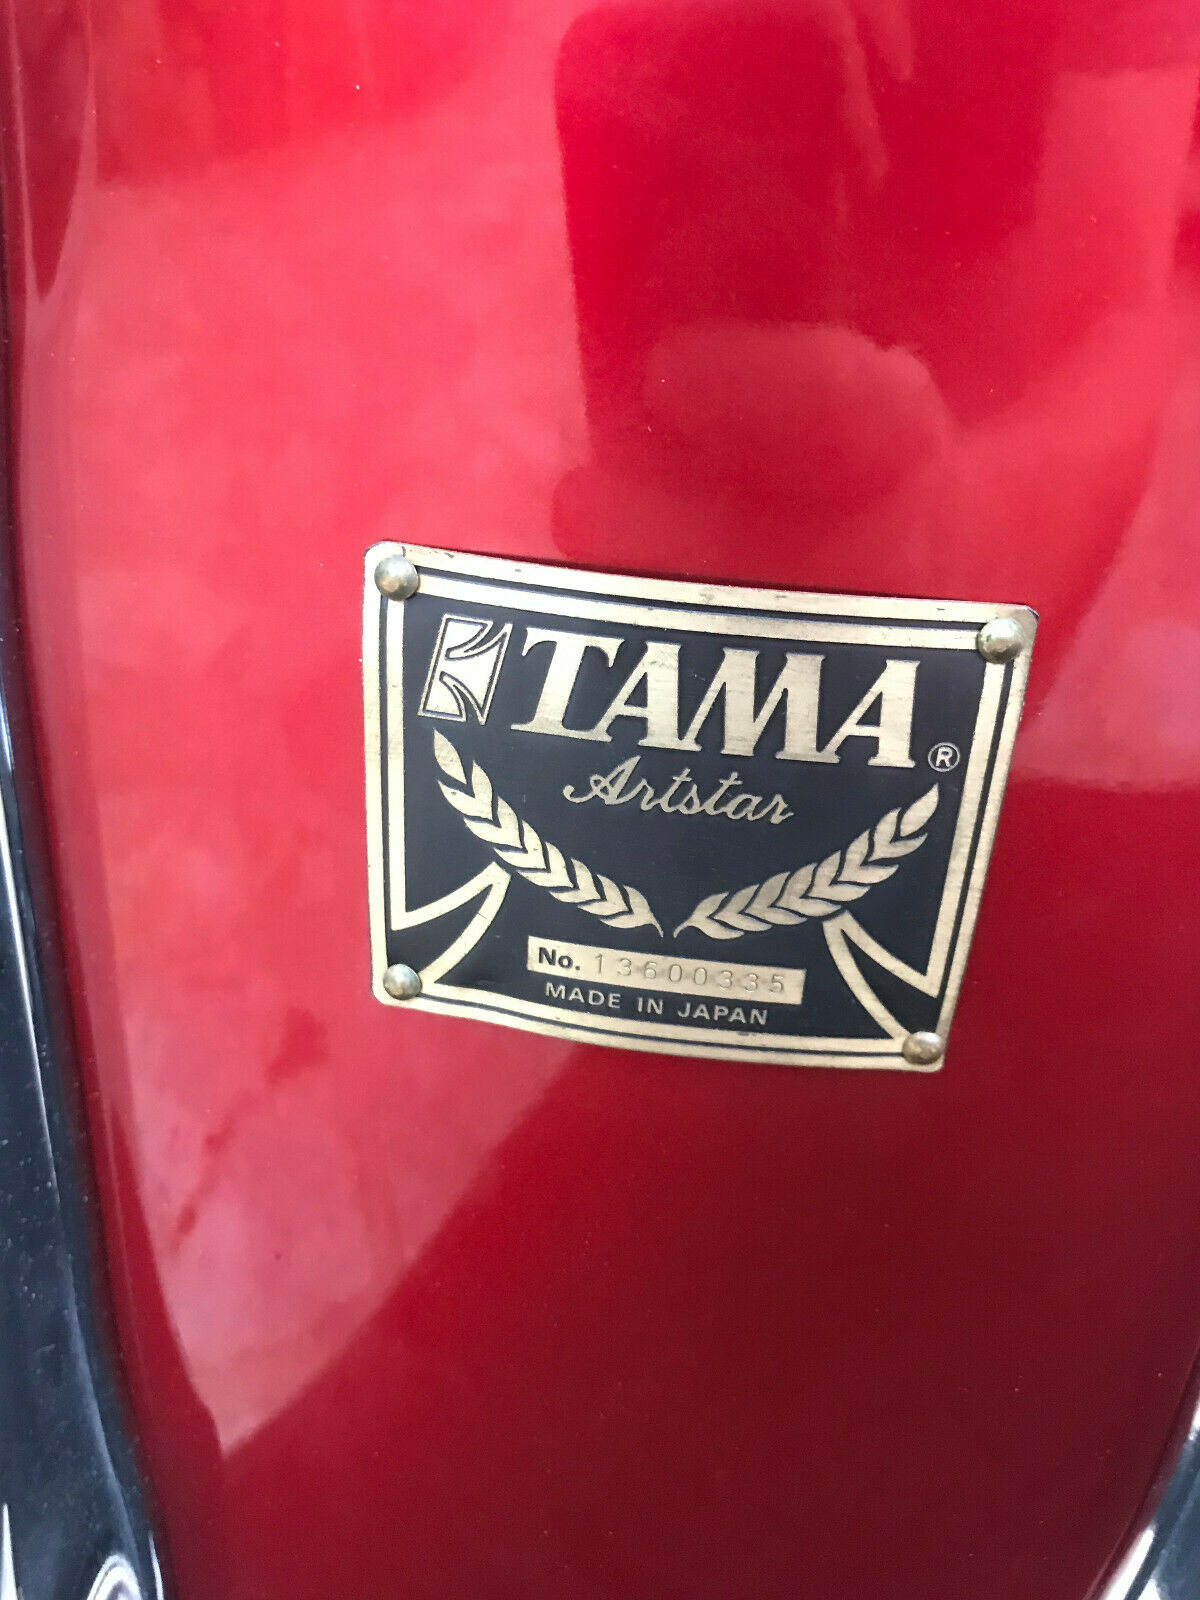 TAMA ®
Artstar
No. 13600335
MADE IN JAPAN